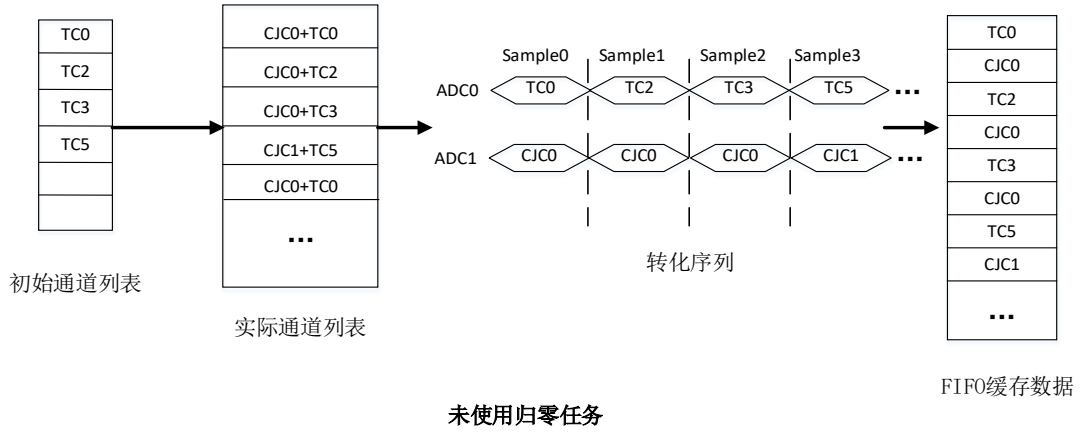 TC0
TC2
TC3
TC5
初始通道列表
CJC0+TC0
CJC0+TC2
CJC0+TC3
CJC1+TC5
CJC0+TC0
...
实际通道列表
Sample0 Sample1 Sample2 Sample3
ADC0 TC0 TC2 TC3 TC5 ...
ADC1 CJC0 CJC0 CJC0 CJC1 ...
转化序列
TC0
CJC0
TC2
CJC0
TC3
CJC0
TC5
CJC1
...
FIFO缓存数据
未使用归零任务